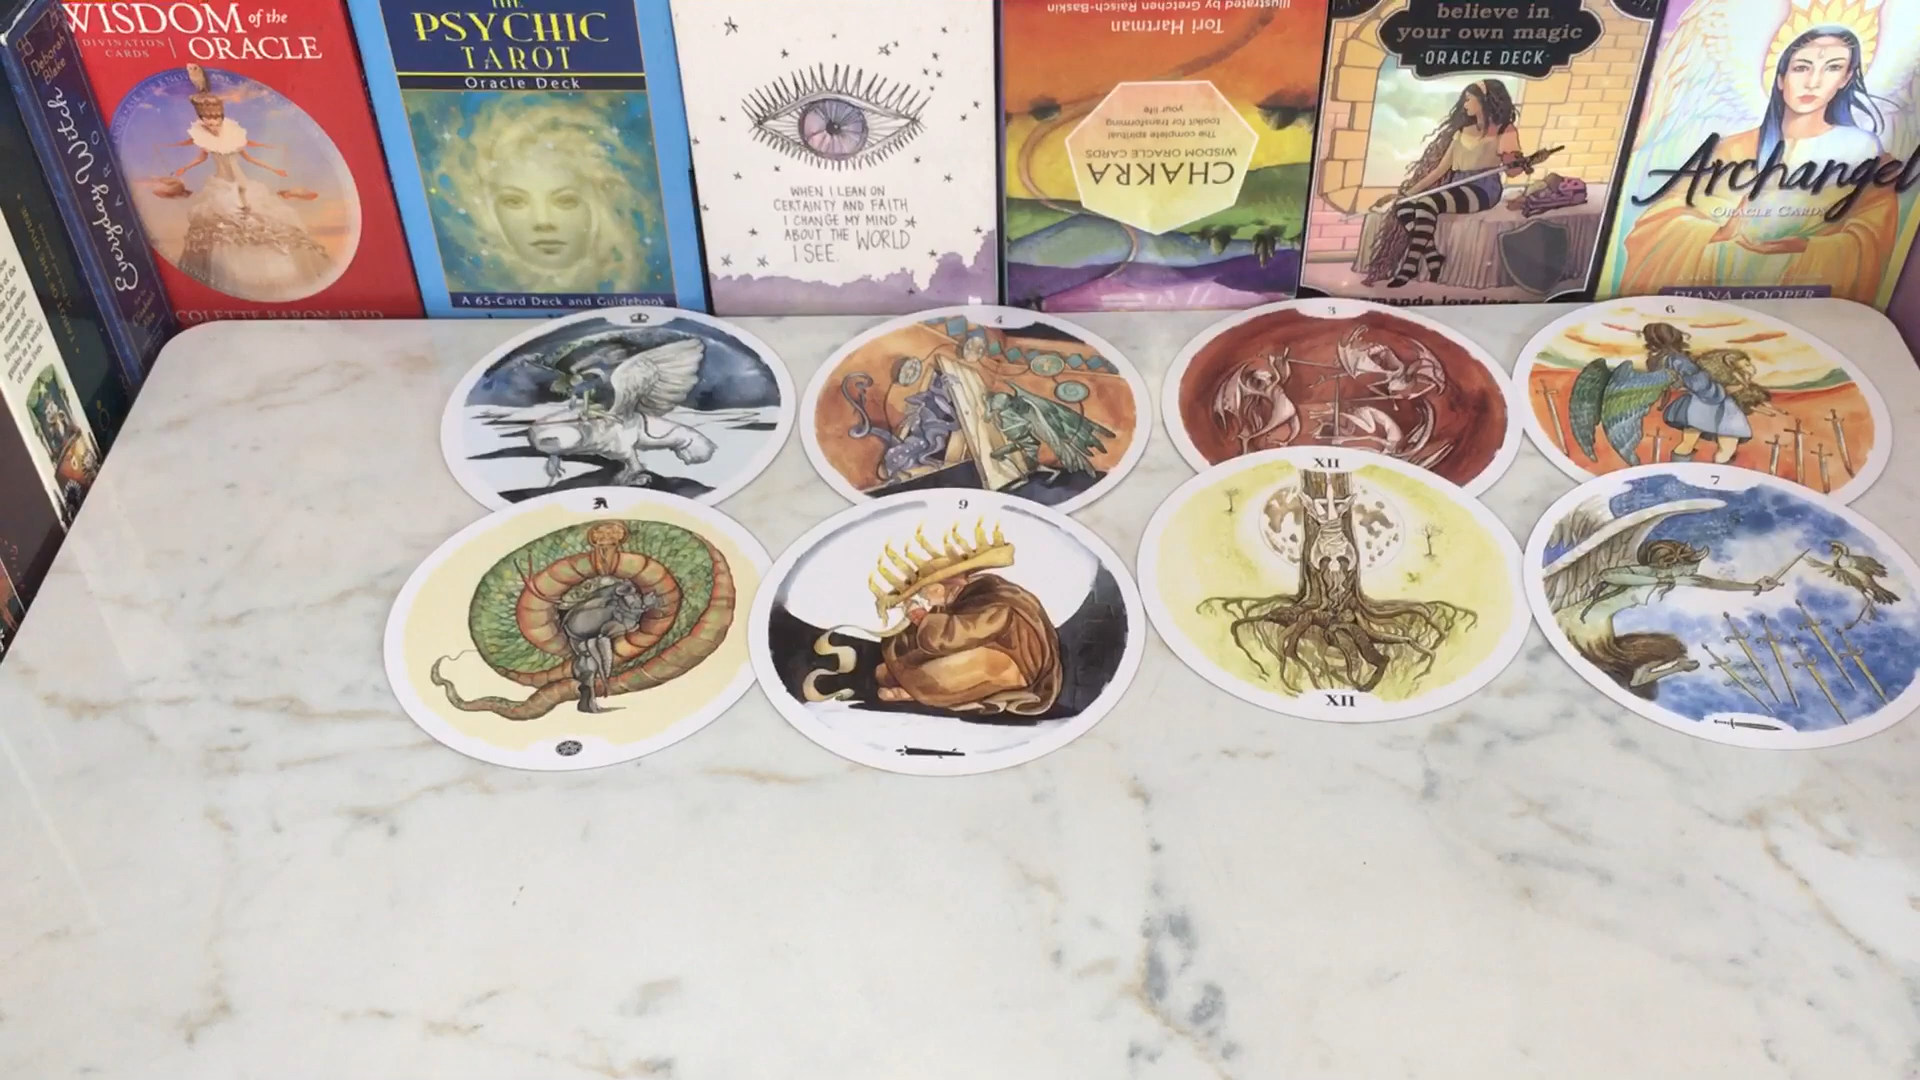 WISDOM of the
DIVINATION CARDS | ORACLE
COLETTE BARON-REID
Deborah Blake
Everyday Witch
TAROT
THE
PSYCHIC
TAROT
Oracle Deck
A 65-Card Deck and Guidebook
WHEN I LEAN ON
CERTAINTY AND FAITH
I CHANGE MY MIND
ABOUT THE WORLD
I SEE.
Illustrated by Gretchen Raisch-Baskin
Tori Hartman
your life
toolkit for transforming
The complete spiritual
WISDOM ORACLE CARDS
CHAKRA
believe in
your own magic
ORACLE DECK
amanda lovelace
Archangel
ORACLE CARDS
DIANA COOPER
4
3
6
A
9
XII
XII
7